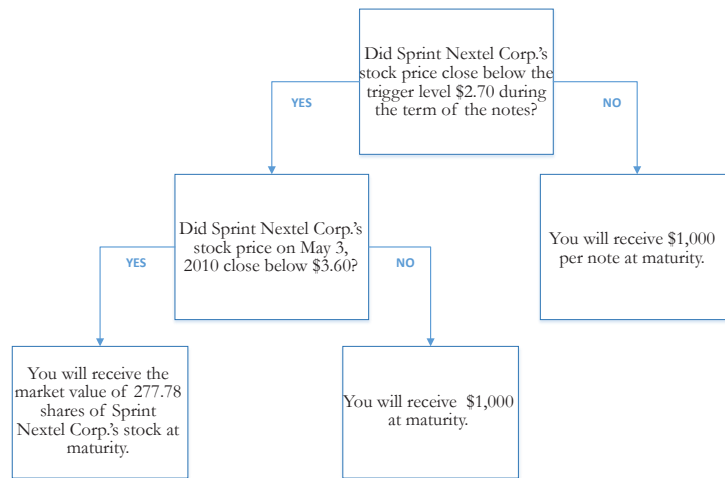 Did Sprint Nextel Corp.'s
stock price close below the
trigger level $2.70 during
the term of the notes?
YES
NO
Did Sprint Nextel Corp.'s
stock price on May 3,
2010 close below $3.60?
You will receive $1,000
per note at maturity.
YES
NO
You will receive the
market value of 277.78
shares of Sprint
Nextel Corp.'s stock at
maturity.
You will receive $1,000
at maturity.